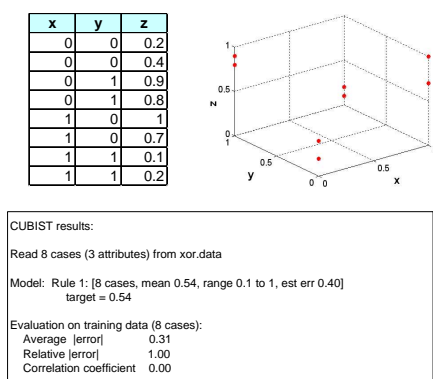 x y z
0 0 0.2
0 0 0.4
0 1 0.9
0 1 0.8
1 0 1
1 0 0.7
1 1 0.1
1 1 0.2
1
0.5
0
z
1
0.5
0
y
0
0.5
1
x
CUBIST results:
Read 8 cases (3 attributes) from xor.data
Model: Rule 1: [8 cases, mean 0.54, range 0.1 to 1, est err 0.40]
target = 0.54
Evaluation on training data (8 cases):
Average |error| 0.31
Relative |error| 1.00
Correlation coefficient 0.00